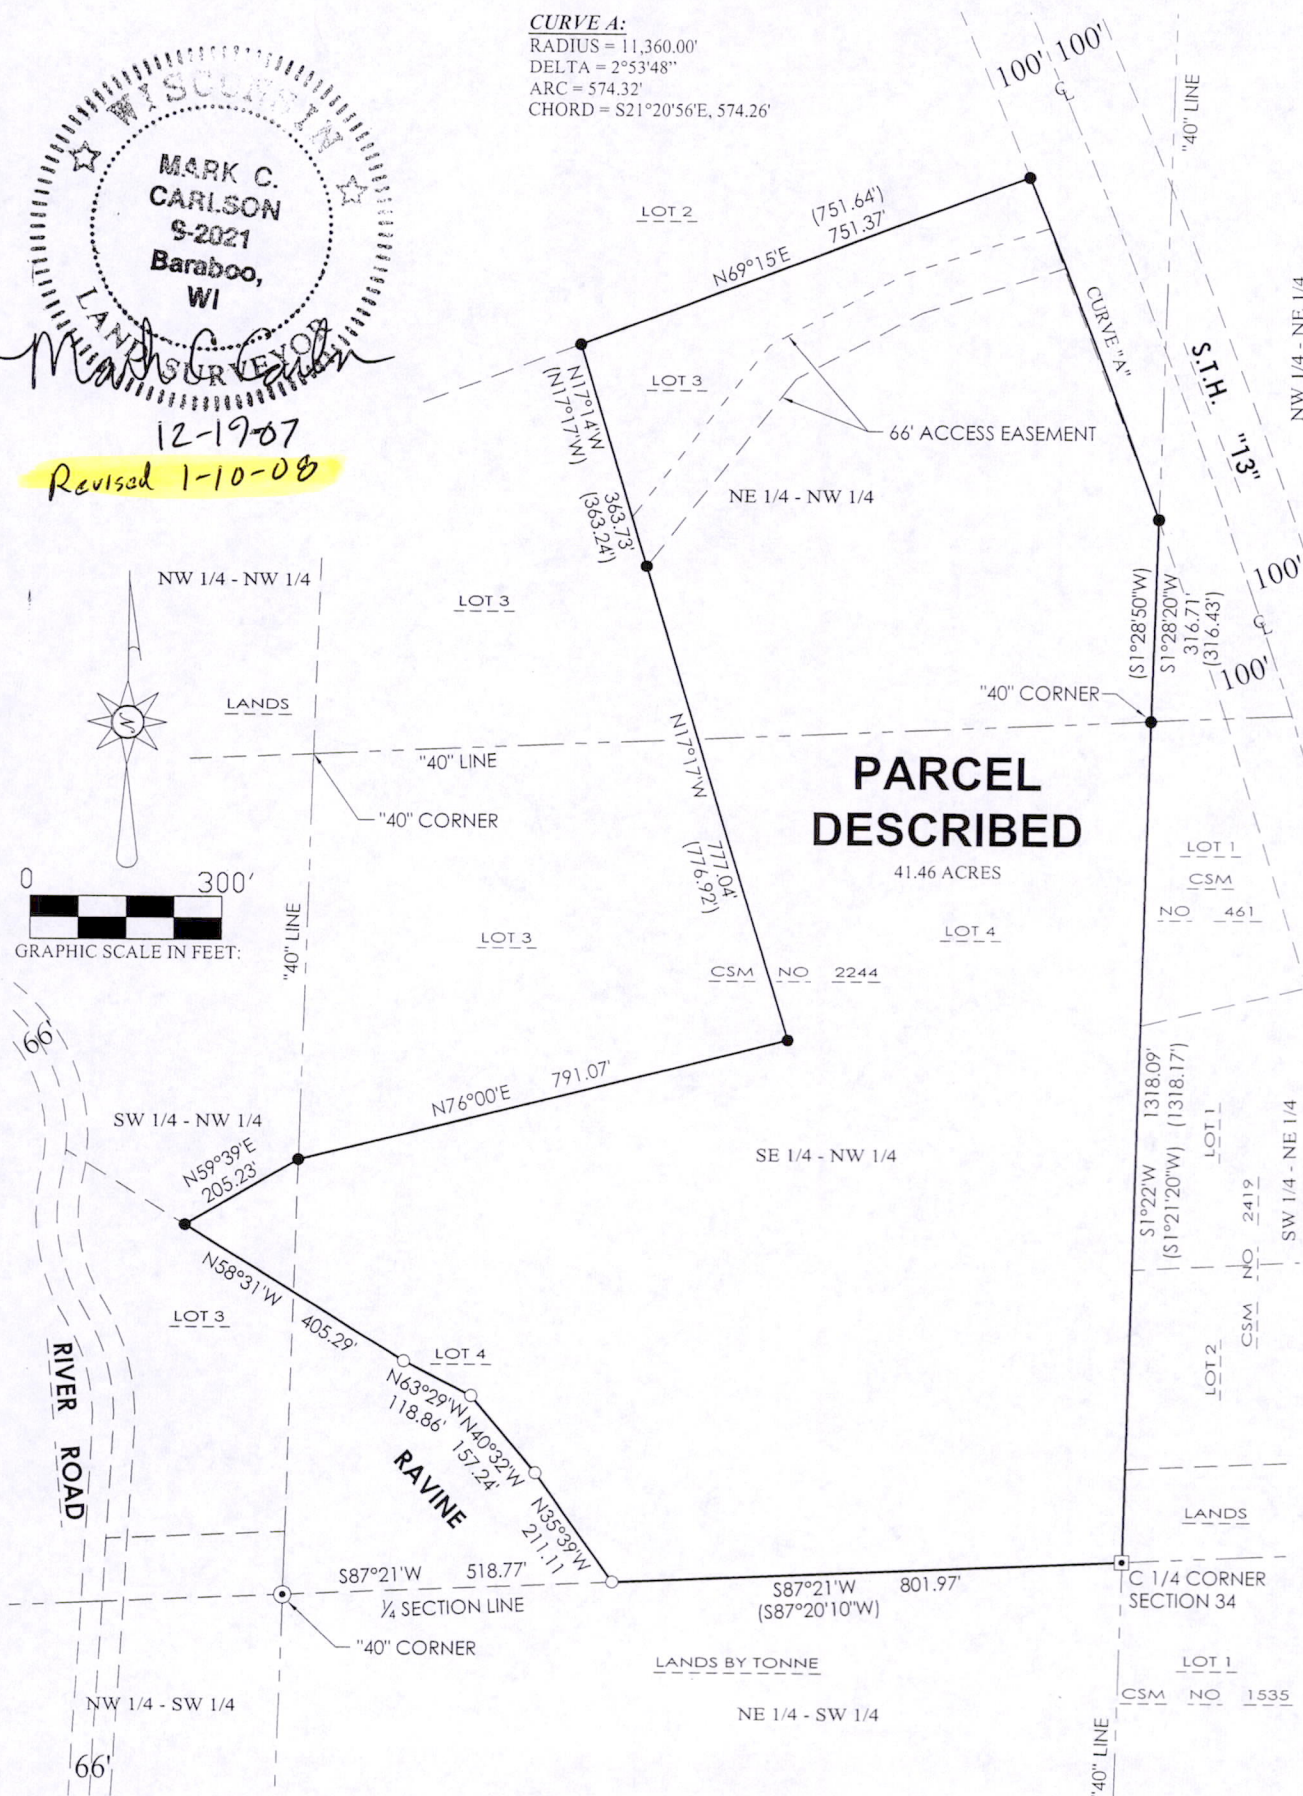 CURVE A:
RADIUS = 11,360.00'
DELTA = 2°53'48"
ARC = 574.32'
CHORD = S21°20'56'E, 574.26'
WISCONSIN
MARK C.
CARLSON
S-2021
Baraboo,
WI
LAND SURVEYOR
Mark C Carlson
12-19-07
Revised 1-10-08
100' 100'
℄
"40" LINE
LOT 2
(751.64')
751.37'
N69°15'E
CURVE "A"
S.T.H. "13"
NW 1/4 - NE 1/4
N17°14'W
(N17°17'W)
363.73'
(363.24')
LOT 3
66' ACCESS EASEMENT
NE 1/4 - NW 1/4
NW 1/4 - NW 1/4
LOT 3
(S1°28'50"W)
S1°28'20"W
316.71'
(316.43')
100'
℄
100'
LANDS
N
"40" CORNER
"40" LINE
"40" CORNER
N17°17'W 777.04'
(776.92')
PARCEL
DESCRIBED
41.46 ACRES
LOT 1
CSM
NO 461
0 300'
GRAPHIC SCALE IN FEET:
"40" LINE
LOT 3
LOT 4
CSM NO 2244
66'
N76°00'E 791.07'
SW 1/4 - NW 1/4
N59°39'E
205.23'
SE 1/4 - NW 1/4
S1°22'W 1318.09'
(S1°21'20"W) (1318.17')
LOT 1
CSM NO 2419
SW 1/4 - NE 1/4
N58°31'W 405.29'
LOT 3
LOT 4
N63°29'W
118.86'
N40°32'W
157.24'
LOT 2
RIVER ROAD
RAVINE
N35°39'W
211.11
LANDS
S87°21'W 518.77'
¼ SECTION LINE
S87°21'W 801.97'
(S87°20'10"W)
C 1/4 CORNER
SECTION 34
"40" CORNER
LANDS BY TONNE
LOT 1
CSM NO 1535
NW 1/4 - SW 1/4
NE 1/4 - SW 1/4
"40" LINE
66'